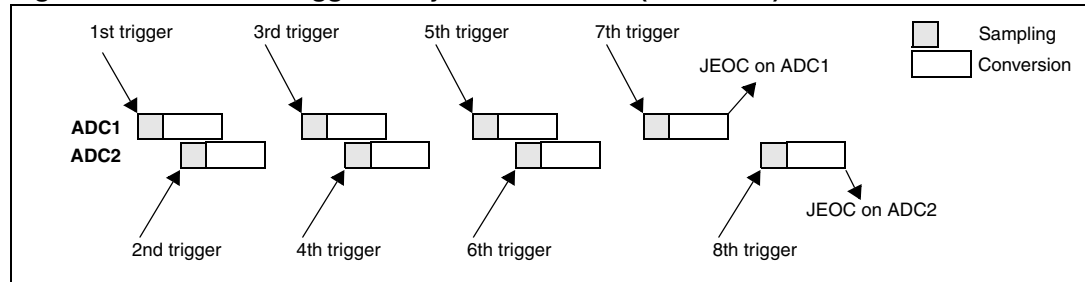 1st trigger
3rd trigger
5th trigger
7th trigger
Sampling
JEOC on ADC1
Conversion
ADC1
ADC2
JEOC on ADC2
2nd trigger
4th trigger
6th trigger
8th trigger